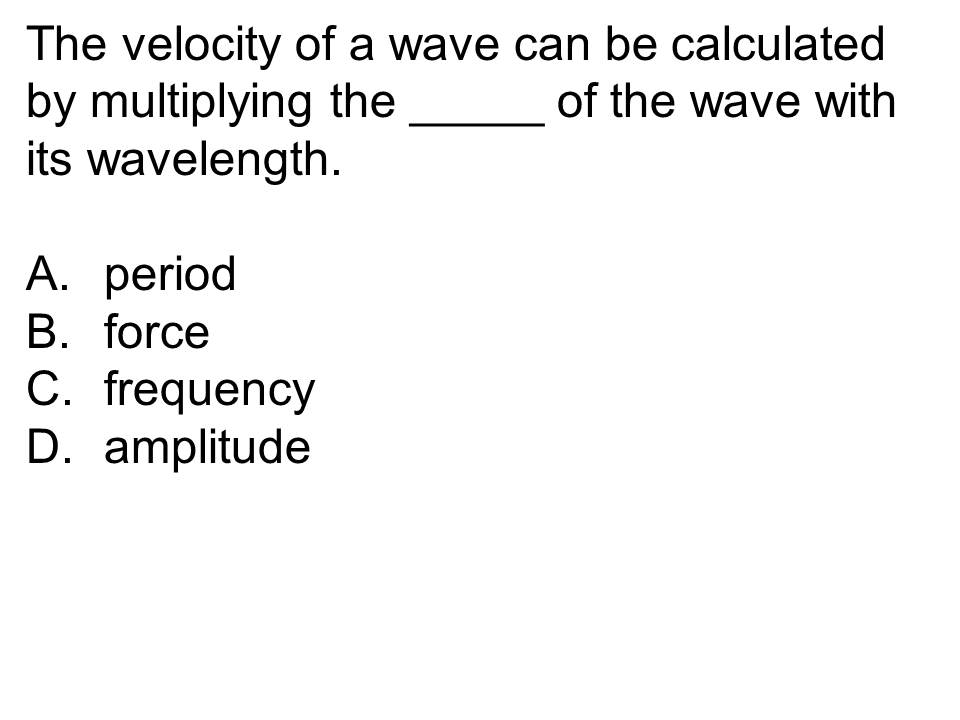 The velocity of a wave can be calculated
by multiplying the _____ of the wave with
its wavelength.
A. period
B. force
C. frequency
D. amplitude